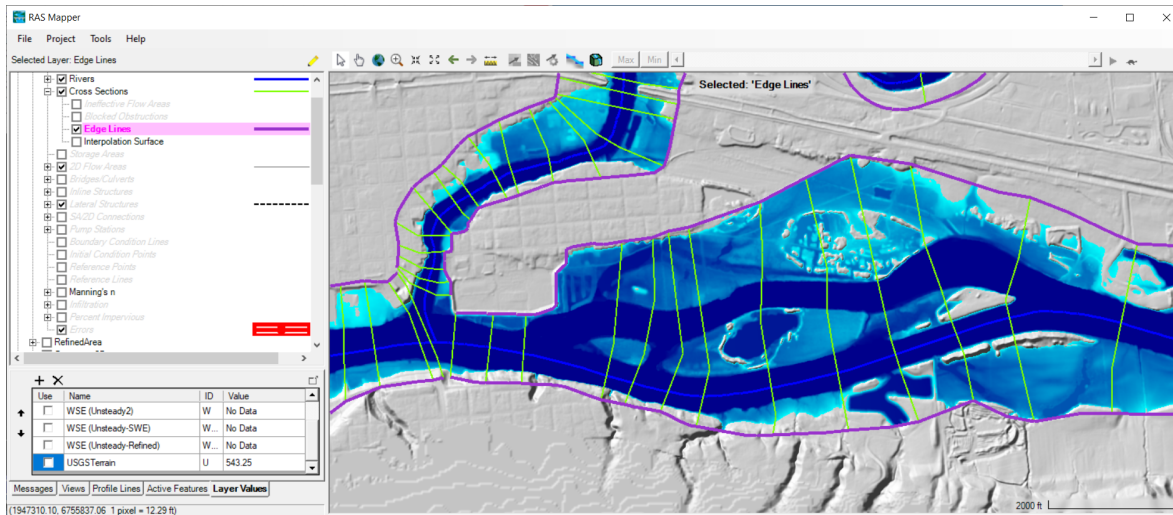 RAS Mapper
File Project Tools Help
Selected Layer: Edge Lines
Max Min
Rivers
Cross Sections
Ineffective Flow Areas
Blocked Obstructions
Edge Lines
Interpolation Surface
Storage Areas
2D Flow Areas
Bridges/Culverts
Inline Structures
Lateral Structures
SA/2D Connections
Pump Stations
Boundary Condition Lines
Initial Condition Points
Reference Points
Reference Lines
Manning's n
Infiltration
Percent Impervious
Errors
RefinedArea
Selected: 'Edge Lines'
Use Name ID Value
WSE (Unsteady2) W No Data
WSE (Unsteady-SWE) W... No Data
WSE (Unsteady-Refined) W... No Data
USGSTerrain U 543.25
Messages Views Profile Lines Active Features Layer Values
(1947310.10, 6755837.06 1 pixel = 12.29 ft)
2000 ft